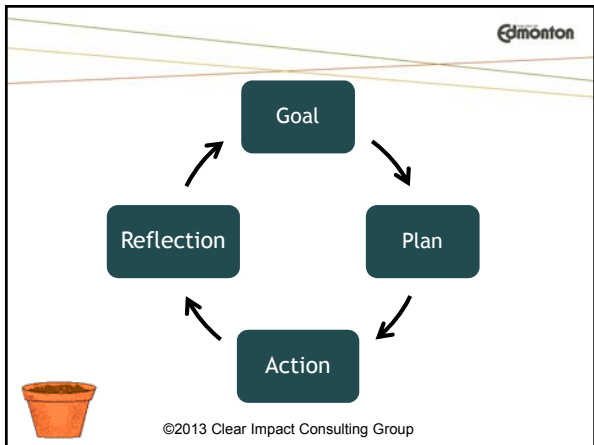 Edmonton
Goal
Reflection
Plan
Action
©2013 Clear Impact Consulting Group